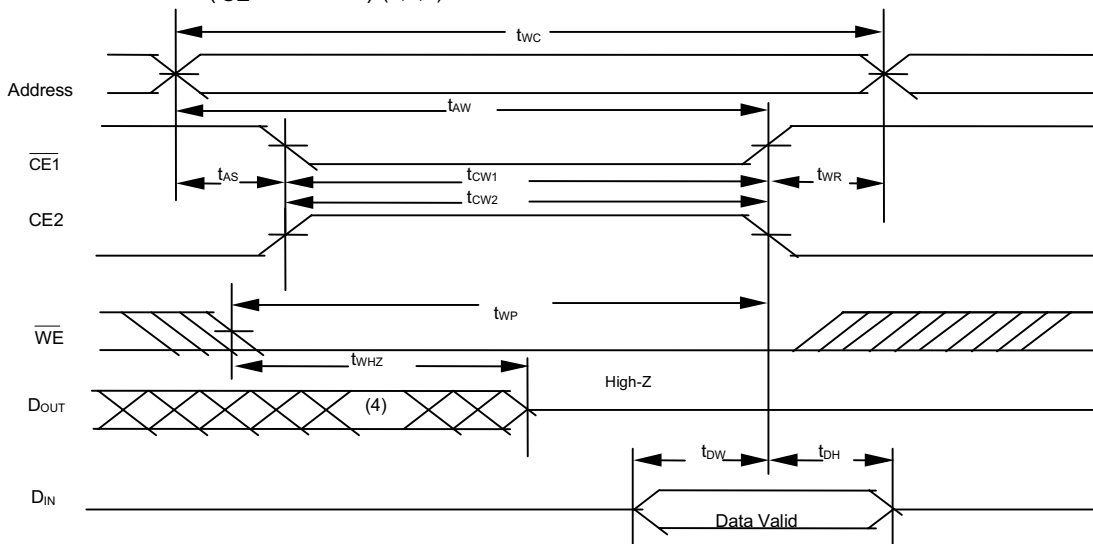 tWC
Address
tAW
CE1
tAS
tCW1
tWR
tCW2
CE2
tWP
WE
tWHZ
High-Z
DOUT
(4)
tDW
tDH
DIN
Data Valid